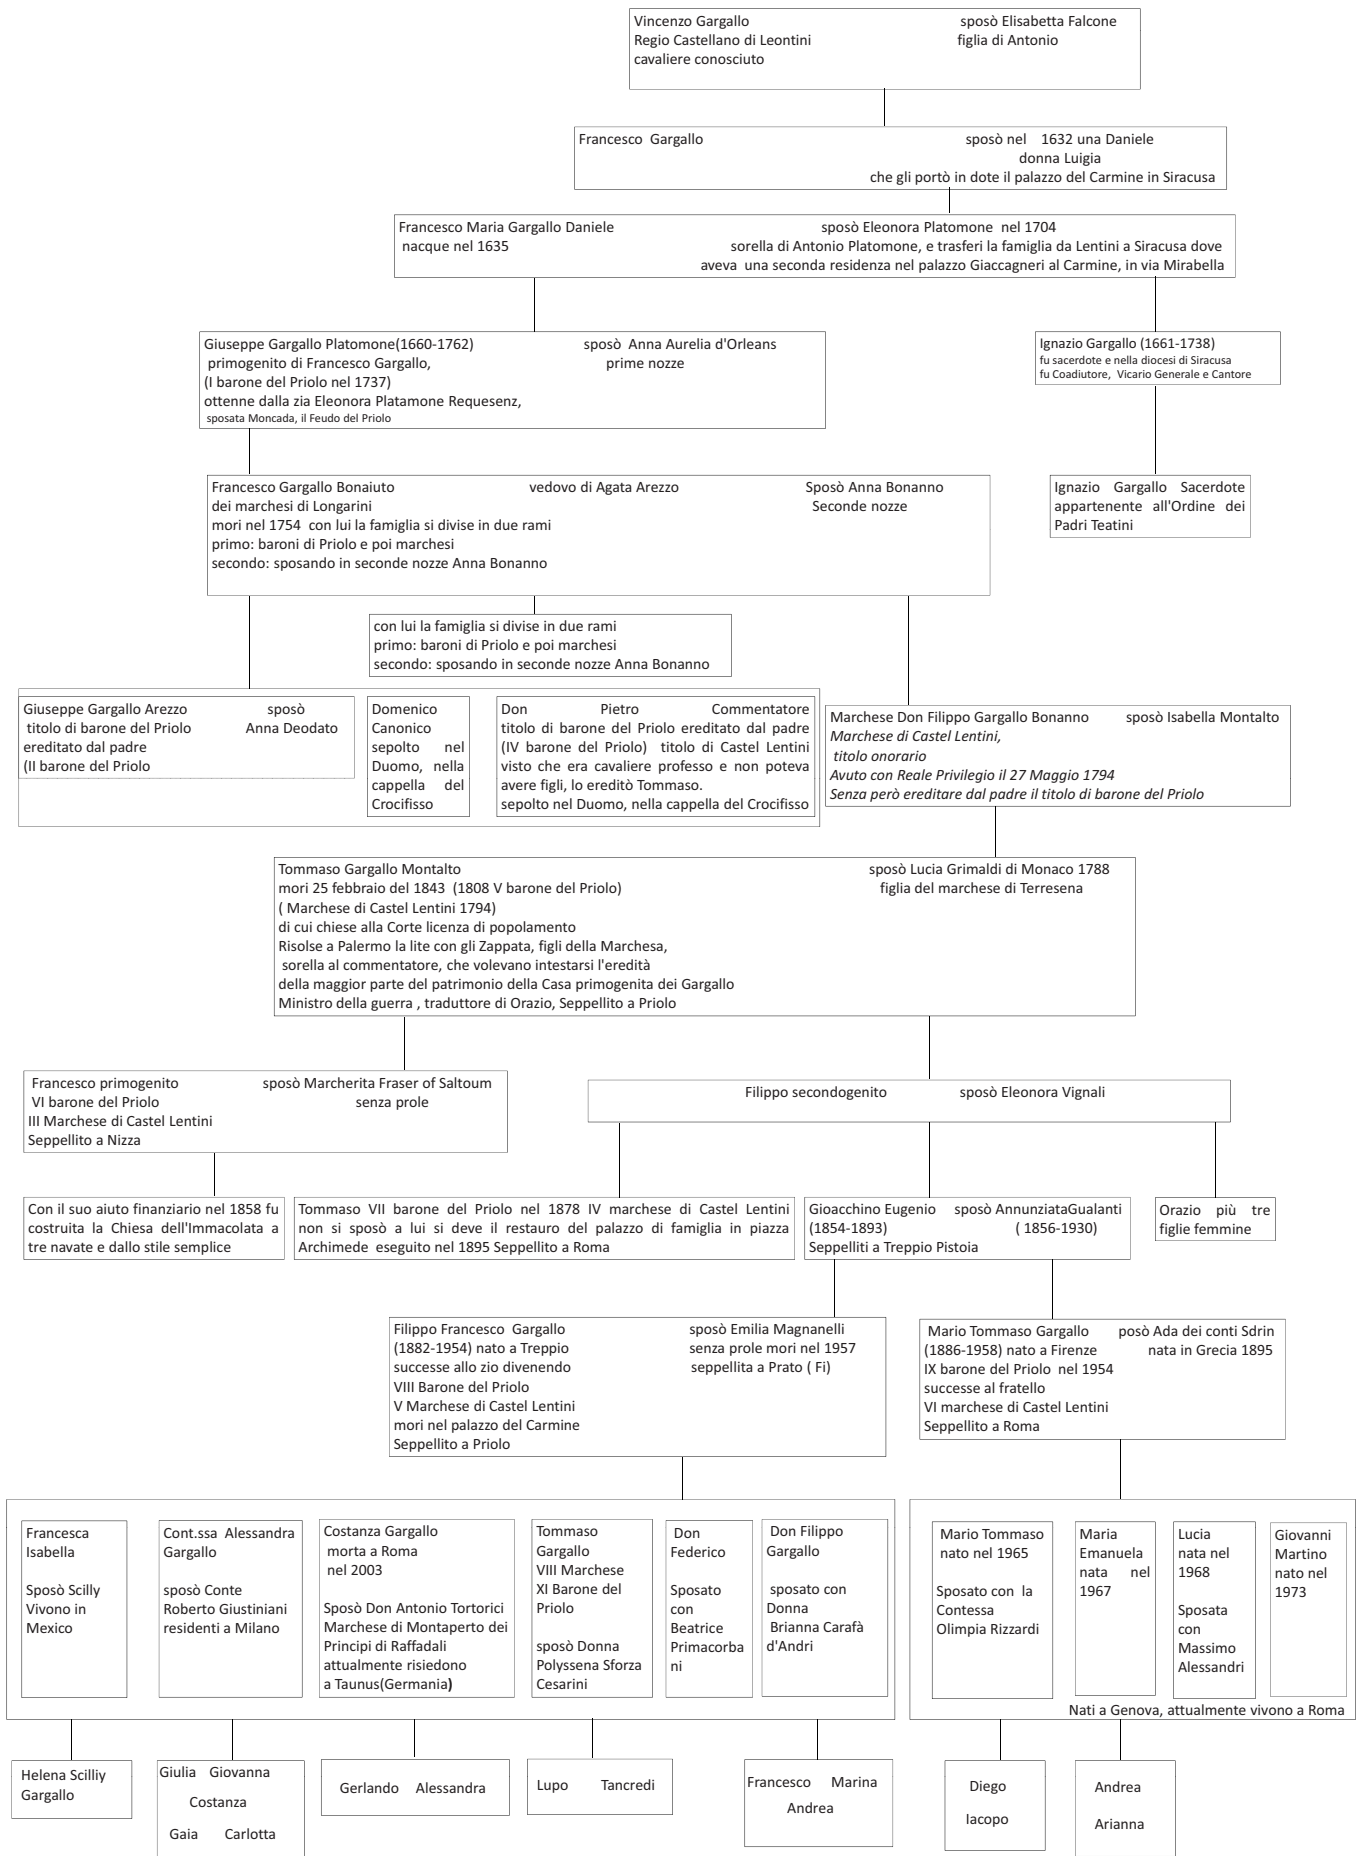 Vincenzo Gargallo sposò Elisabetta Falcone
Regio Castellano di Leontini figlia di Antonio
cavaliere conosciuto
Francesco Gargallo sposò nel 1632 una Daniele
donna Luigia
che gli portò in dote il palazzo del Carmine in Siracusa
Francesco Maria Gargallo Daniele sposò Eleonora Platomone nel 1704
nacque nel 1635 sorella di Antonio Platomone, e trasferi la famiglia da Lentini a Siracusa dove
aveva una seconda residenza nel palazzo Giaccagneri al Carmine, in via Mirabella
Giuseppe Gargallo Platomone(1660-1762) sposò Anna Aurelia d'Orleans
primogenito di Francesco Gargallo, prime nozze
(I barone del Priolo nel 1737)
ottenne dalla zia Eleonora Platamone Requesenz,
sposata Moncada, il Feudo del Priolo
Ignazio Gargallo (1661-1738)
fu sacerdote e nella diocesi di Siracusa
fu Coadiutore, Vicario Generale e Cantore
Francesco Gargallo Bonaiuto vedovo di Agata Arezzo Sposò Anna Bonanno
dei marchesi di Longarini Seconde nozze
mori nel 1754 con lui la famiglia si divise in due rami
primo: baroni di Priolo e poi marchesi
secondo: sposando in seconde nozze Anna Bonanno
Ignazio Gargallo Sacerdote
appartenente all'Ordine dei
Padri Teatini
con lui la famiglia si divise in due rami
primo: baroni di Priolo e poi marchesi
secondo: sposando in seconde nozze Anna Bonanno
Giuseppe Gargallo Arezzo sposò
titolo di barone del Priolo Anna Deodato
ereditato dal padre
(II barone del Priolo
Domenico
Canonico
sepolto nel
Duomo, nella
cappella del
Crocifisso
Don Pietro Commentatore
titolo di barone del Priolo ereditato dal padre
(IV barone del Priolo) titolo di Castel Lentini
visto che era cavaliere professo e non poteva
avere figli, lo ereditò Tommaso.
sepolto nel Duomo, nella cappella del Crocifisso
Marchese Don Filippo Gargallo Bonanno sposò Isabella Montalto
Marchese di Castel Lentini,
titolo onorario
Avuto con Reale Privilegio il 27 Maggio 1794
Senza però ereditare dal padre il titolo di barone del Priolo
Tommaso Gargallo Montalto sposò Lucia Grimaldi di Monaco 1788
mori 25 febbraio del 1843 (1808 V barone del Priolo) figlia del marchese di Terresena
( Marchese di Castel Lentini 1794)
di cui chiese alla Corte licenza di popolamento
Risolse a Palermo la lite con gli Zappata, figli della Marchesa,
sorella al commentatore, che volevano intestarsi l'eredità
della maggior parte del patrimonio della Casa primogenita dei Gargallo
Ministro della guerra , traduttore di Orazio, Seppellito a Priolo
Francesco primogenito sposò Marcherita Fraser of Saltoum
VI barone del Priolo senza prole
III Marchese di Castel Lentini
Seppellito a Nizza
Filippo secondogenito sposò Eleonora Vignali
Con il suo aiuto finanziario nel 1858 fu
costruita la Chiesa dell'Immacolata a
tre navate e dallo stile semplice
Tommaso VII barone del Priolo nel 1878 IV marchese di Castel Lentini
non si sposò a lui si deve il restauro del palazzo di famiglia in piazza
Archimede eseguito nel 1895 Seppellito a Roma
Gioacchino Eugenio sposò AnnunziataGualanti
(1854-1893) ( 1856-1930)
Seppelliti a Treppio Pistoia
Orazio più tre
figlie femmine
Filippo Francesco Gargallo sposò Emilia Magnanelli
(1882-1954) nato a Treppio senza prole mori nel 1957
successe allo zio divenendo seppellita a Prato ( Fi)
VIII Barone del Priolo
V Marchese di Castel Lentini
mori nel palazzo del Carmine
Seppellito a Priolo
Mario Tommaso Gargallo posò Ada dei conti Sdrin
(1886-1958) nato a Firenze nata in Grecia 1895
IX barone del Priolo nel 1954
successe al fratello
VI marchese di Castel Lentini
Seppellito a Roma
Francesca
Isabella
Sposò Scilly
Vivono in
Mexico
Cont.ssa Alessandra
Gargallo
sposò Conte
Roberto Giustiniani
residenti a Milano
Costanza Gargallo
morta a Roma
nel 2003
Sposò Don Antonio Tortorici
Marchese di Montaperto dei
Principi di Raffadali
attualmente risiedono
a Taunus(Germania)
Tommaso
Gargallo
VIII Marchese
XI Barone del
Priolo
sposò Donna
Polyssena Sforza
Cesarini
Don
Federico
Sposato
con
Beatrice
Primacorba
ni
Don Filippo
Gargallo
sposato con
Donna
Brianna Carafà
d'Andri
Mario Tommaso
nato nel 1965
Sposato con la
Contessa
Olimpia Rizzardi
Maria
Emanuela
nata nel
1967
Lucia
nata nel
1968
Sposata
con
Massimo
Alessandri
Giovanni
Martino
nato nel
1973
Nati a Genova, attualmente vivono a Roma
Helena Scilliy
Gargallo
Giulia Giovanna
Costanza
Gaia Carlotta
Gerlando Alessandra
Lupo Tancredi
Francesco Marina
Andrea
Diego
Iacopo
Andrea
Arianna